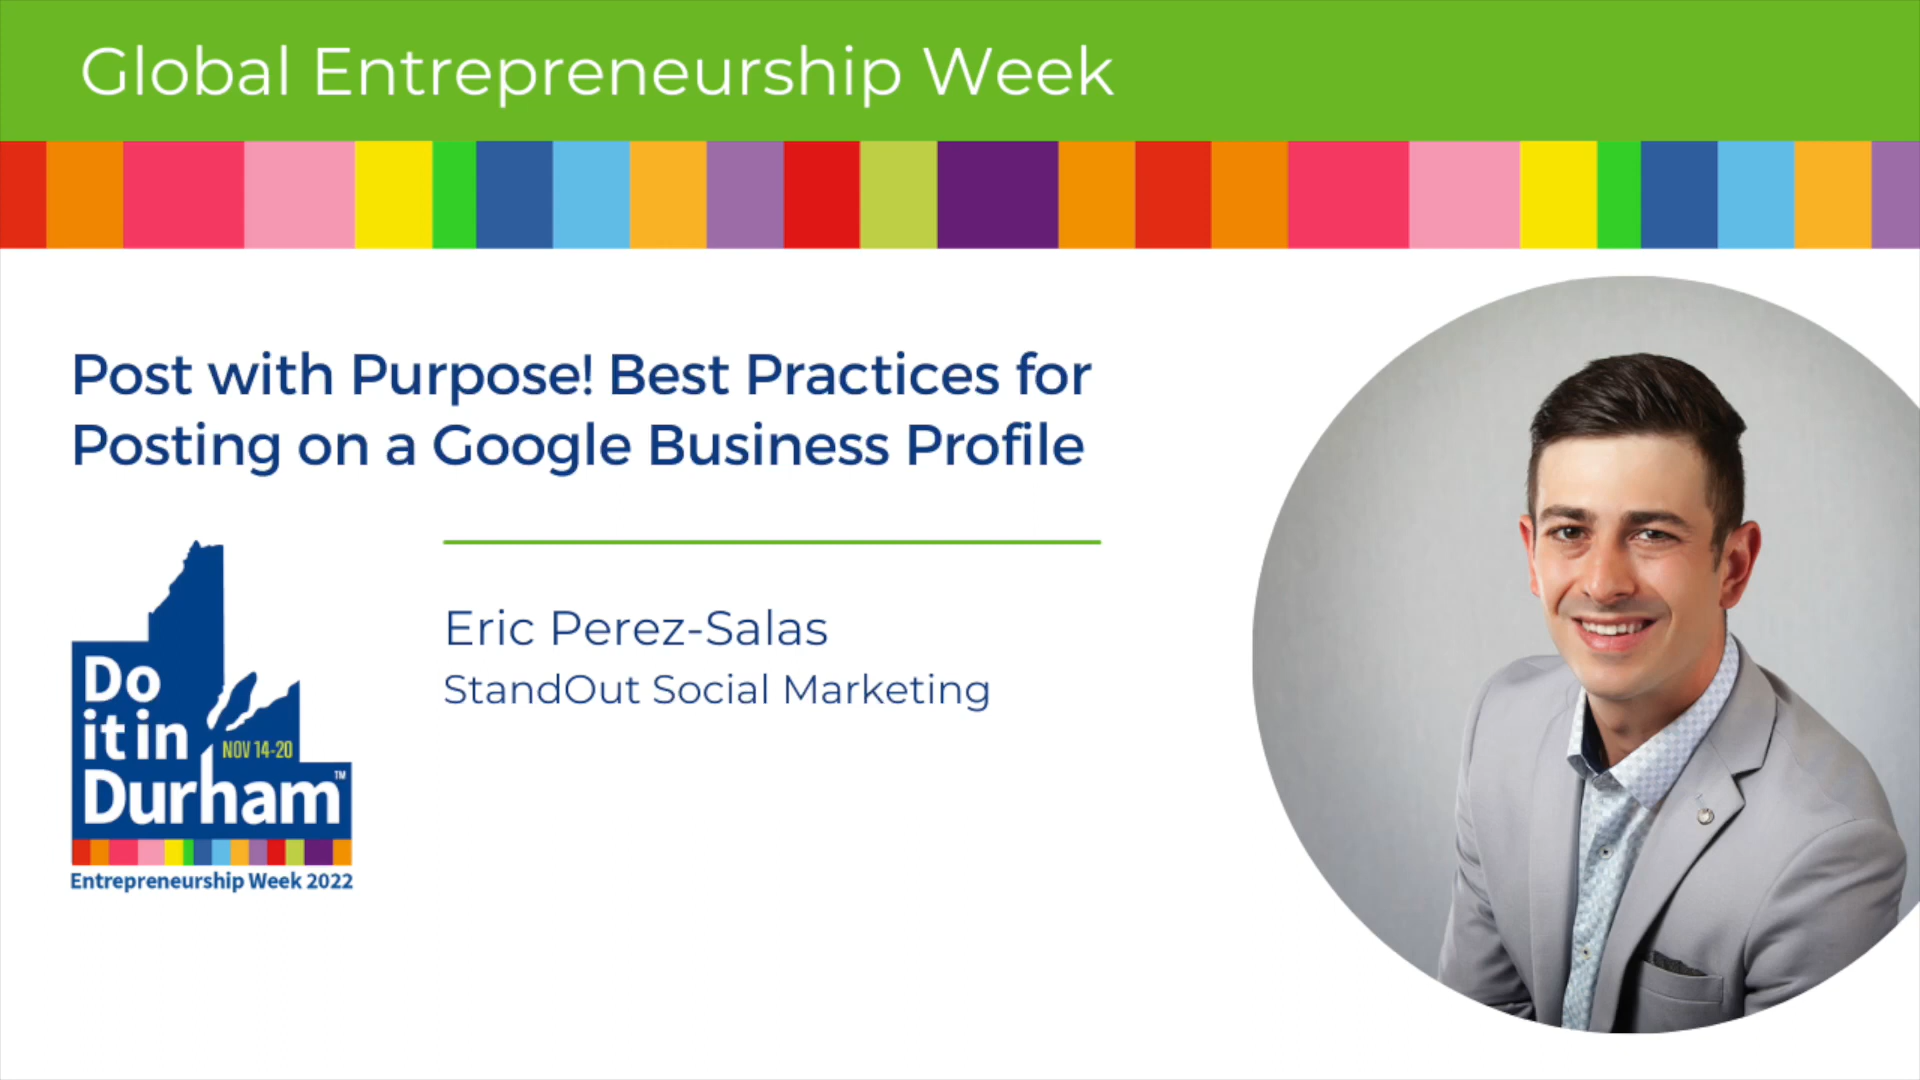 Global Entrepreneurship Week
Post with Purpose! Best Practices for
Posting on a Google Business Profile
Eric Perez-Salas
StandOut Social Marketing
Do
it in
NOV 14-20
Durham™
Entrepreneurship Week 2022